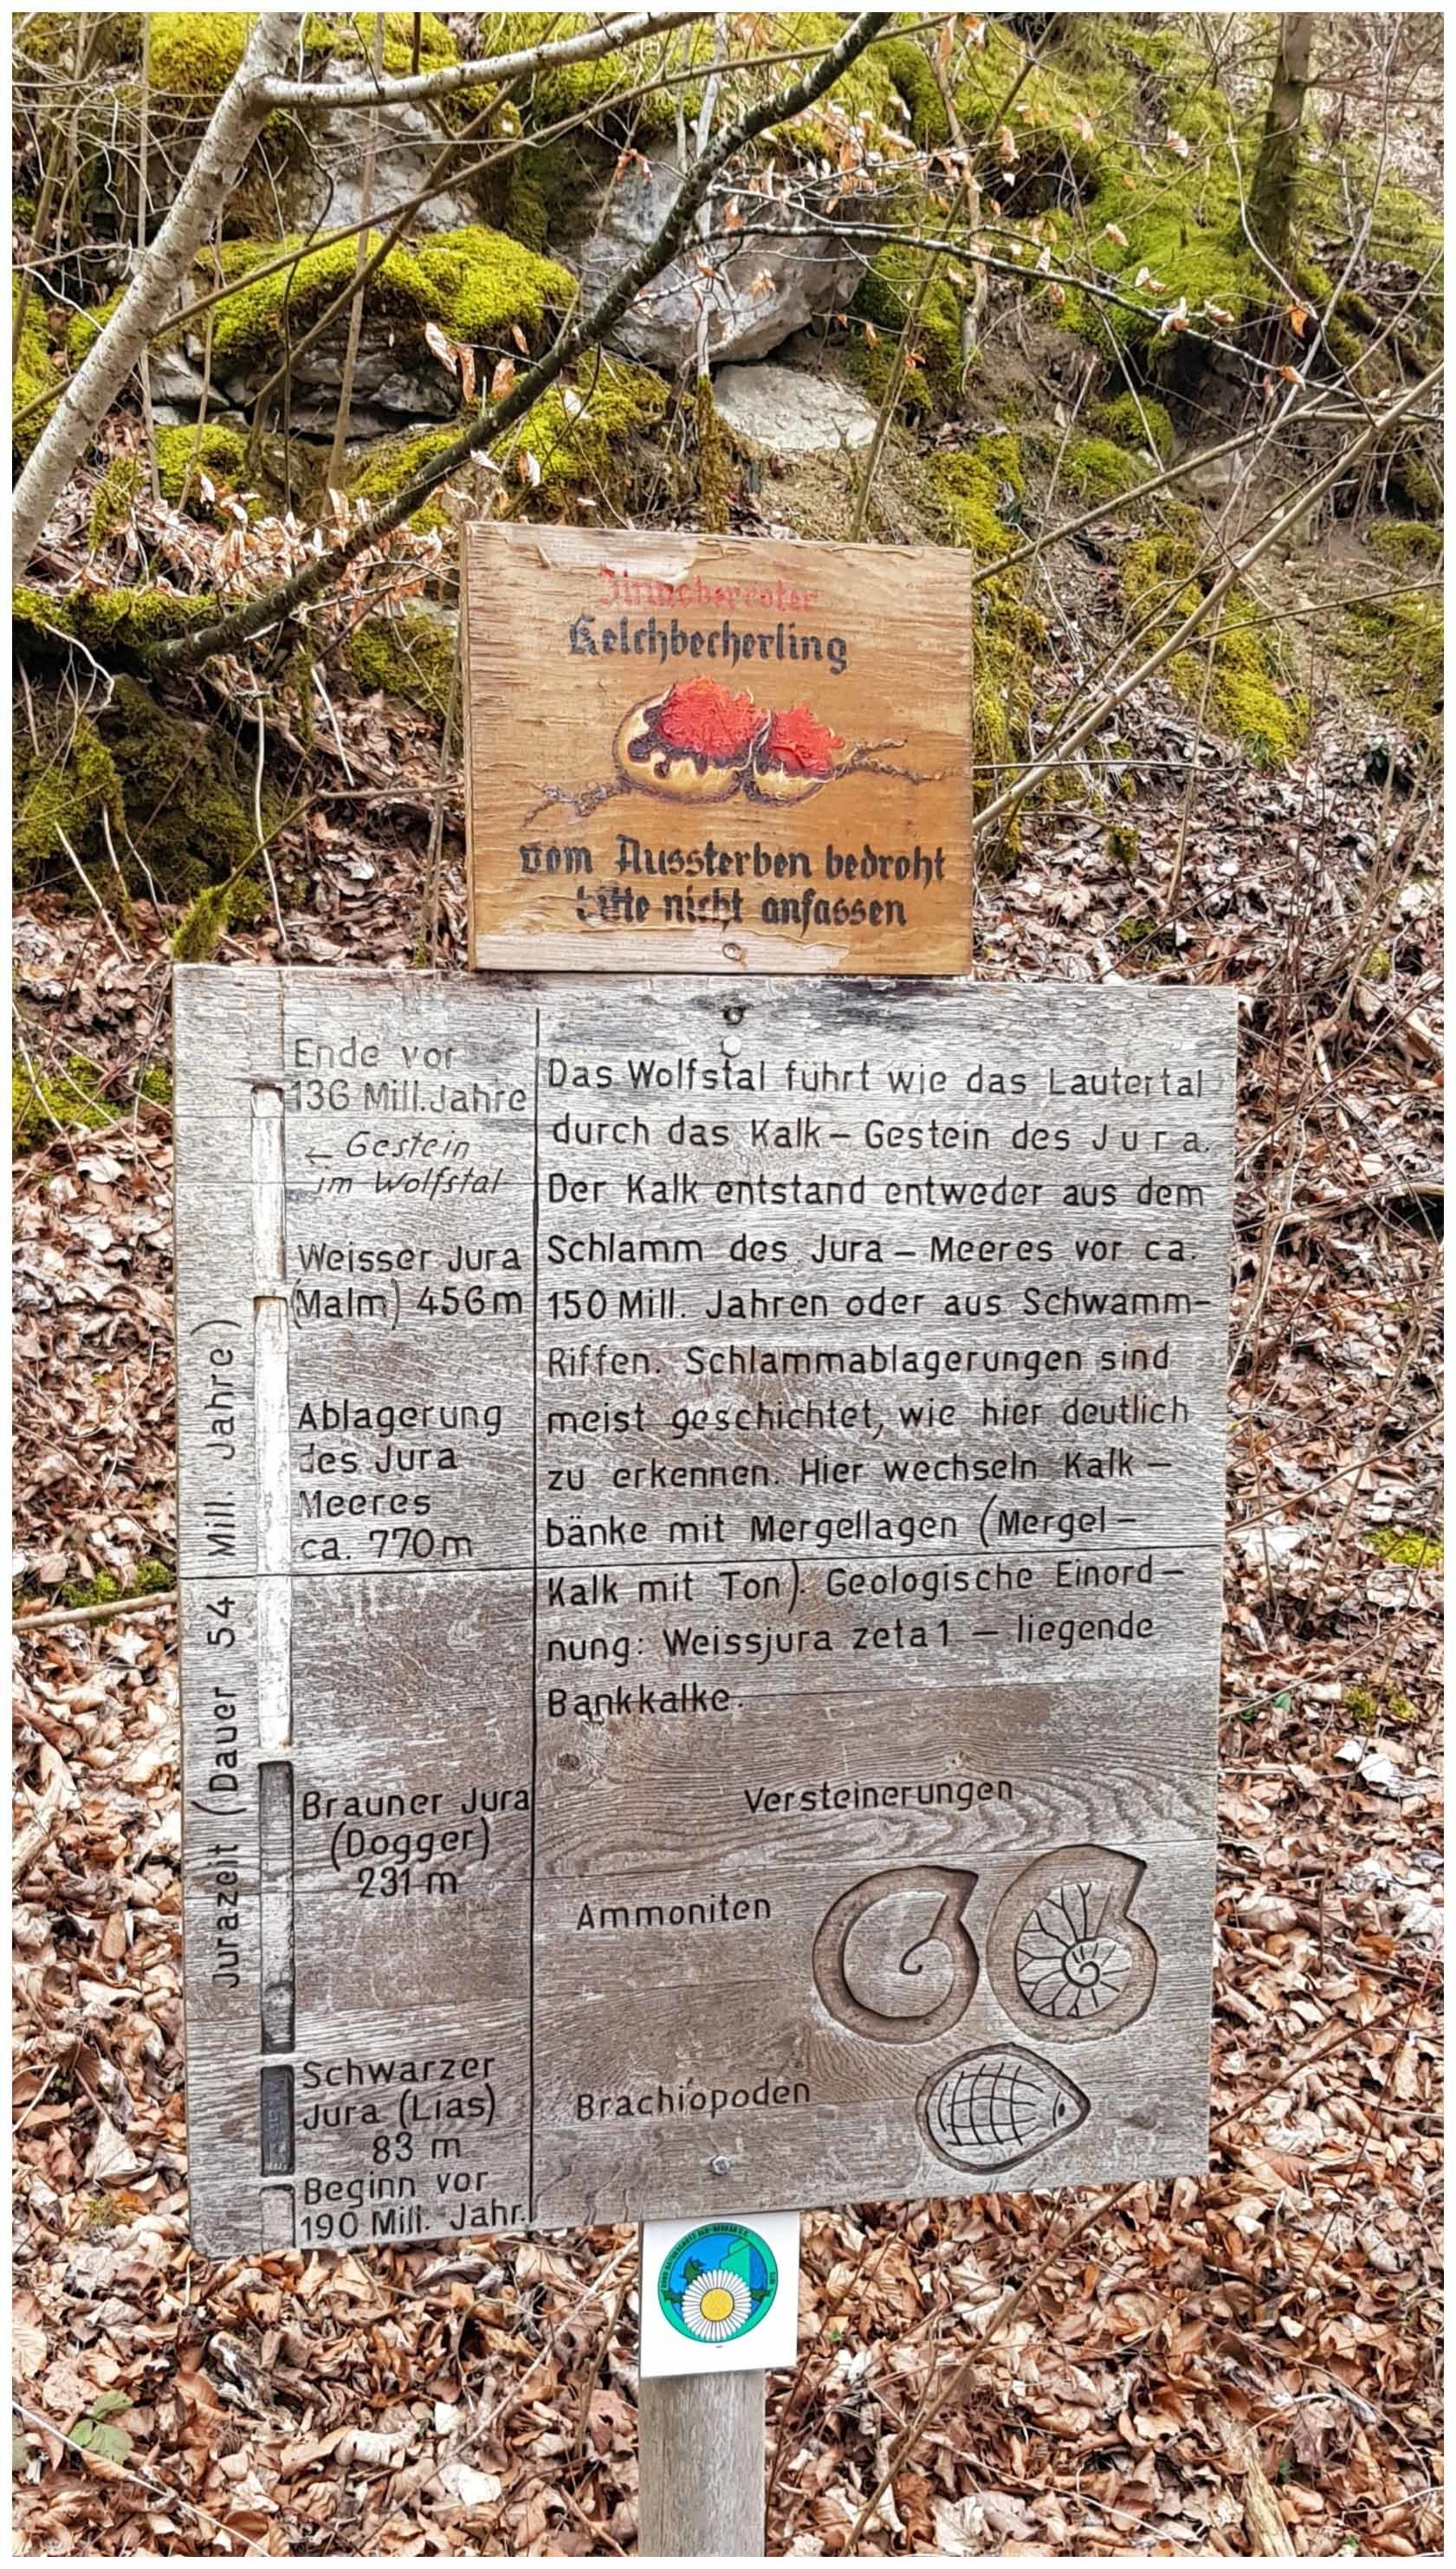 Zinnoberroter
Kelchbecherling
vom Aussterben bedroht
bitte nicht anfassen
Ende vor
136 Mill. Jahre
← Gestein
im Wolfstal
Weisser Jura
(Malm) 456m
Ablagerung
des Jura
Meeres
ca. 770m
Brauner Jura
(Dogger)
231 m
Schwarzer
Jura (Lias)
83 m
Beginn vor
190 Mill. Jahr.
Jurazeit (Dauer 54 Mill. Jahre)
Das Wolfstal führt wie das Lautertal
durch das Kalk – Gestein des Jura.
Der Kalk entstand entweder aus dem
Schlamm des Jura – Meeres vor ca.
150 Mill. Jahren oder aus Schwamm-
Riffen. Schlammablagerungen sind
meist geschichtet, wie hier deutlich
zu erkennen. Hier wechseln Kalk –
bänke mit Mergellagen (Mergel –
Kalk mit Ton). Geologische Einord –
nung: Weissjura zeta 1 – liegende
Bankkalke.
Versteinerungen
Ammoniten
Brachiopoden